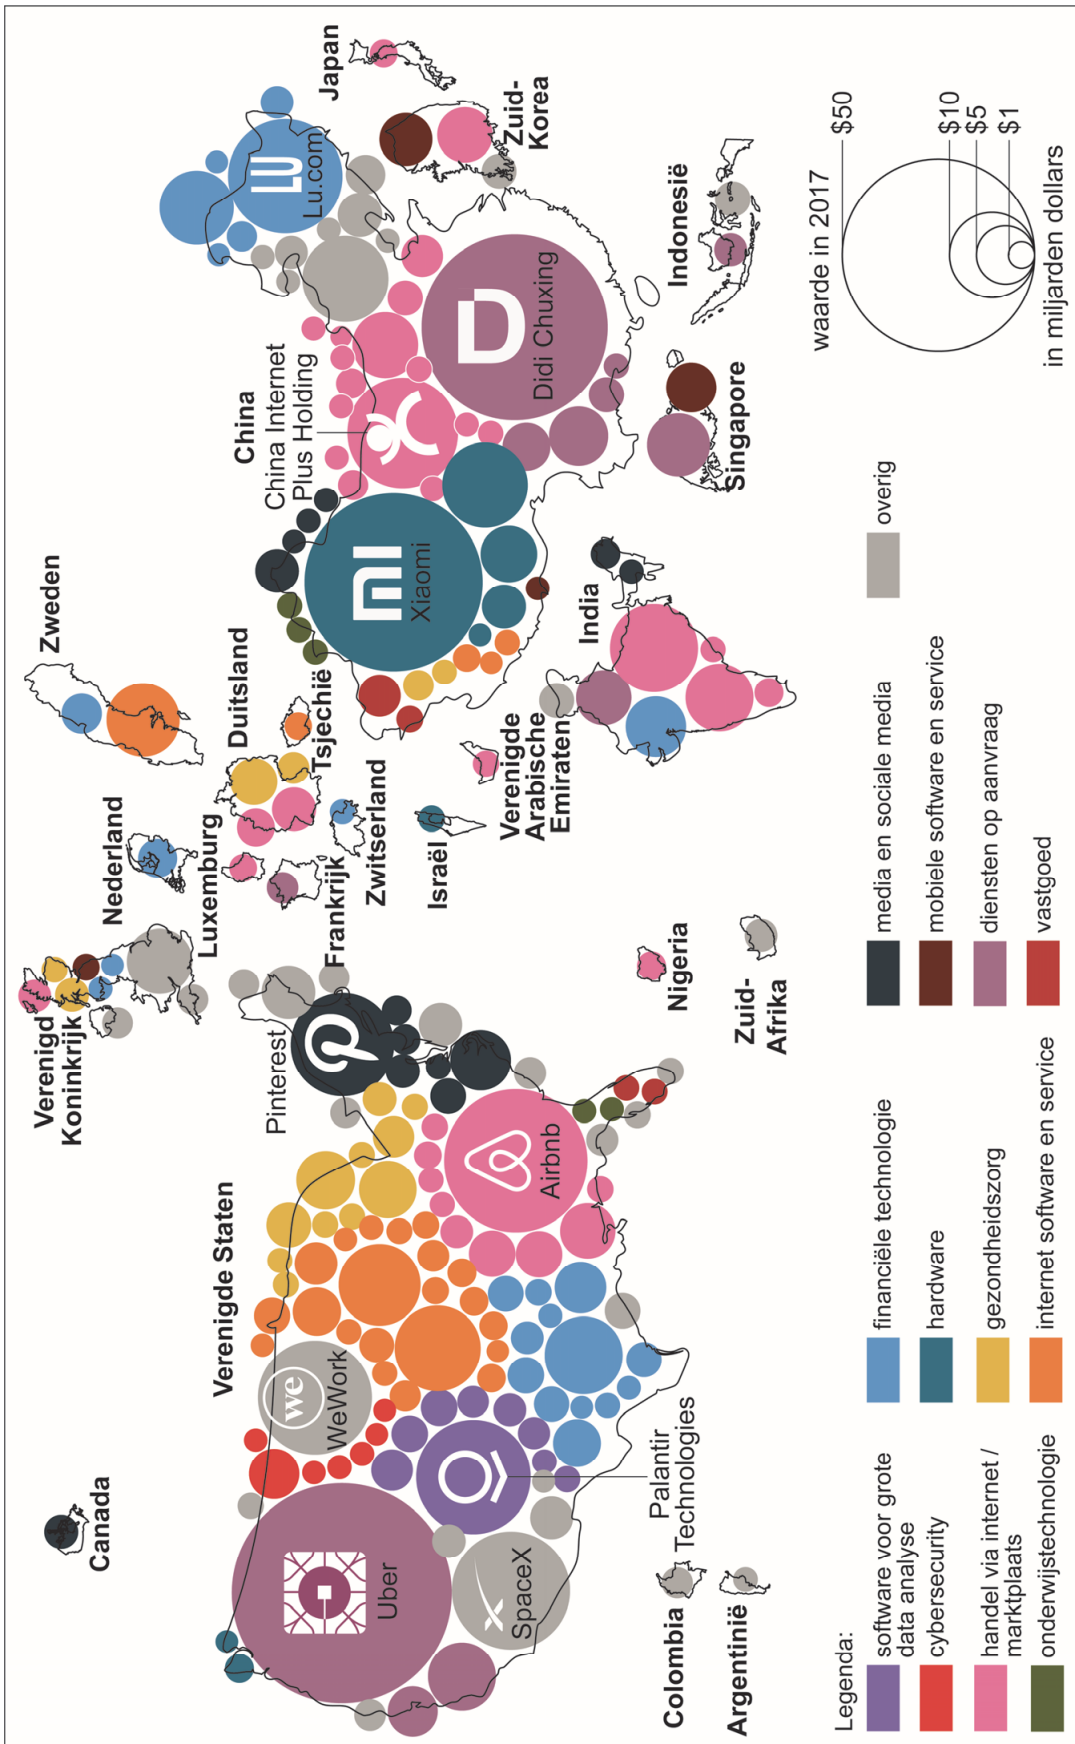 Canada
Verenigd
Koninkrijk
Nederland
Zweden
Luxemburg
Duitsland
Tsjechië
Frankrijk
Zwitserland
Israël
Verenigde
Arabische
Emiraten
Verenigde Staten
Uber
we
WeWork
SpaceX
Palantir
Technologies
Airbnb
Pinterest
China
China Internet
Plus Holding
mi
Xiaomi
D
Didi Chuxing
LU
Lu.com
Japan
Zuid-
Korea
India
Singapore
Indonesië
Nigeria
Zuid-
Afrika
Colombia
Argentinië
Legenda:
software voor grote
data analyse
cybersecurity
handel via internet /
marktplaats
onderwijstechnologie
financiële technologie
hardware
gezondheidszorg
internet software en service
media en sociale media
mobiele software en service
diensten op aanvraag
vastgoed
overig
waarde in 2017
$50
$10
$5
$1
in miljarden dollars